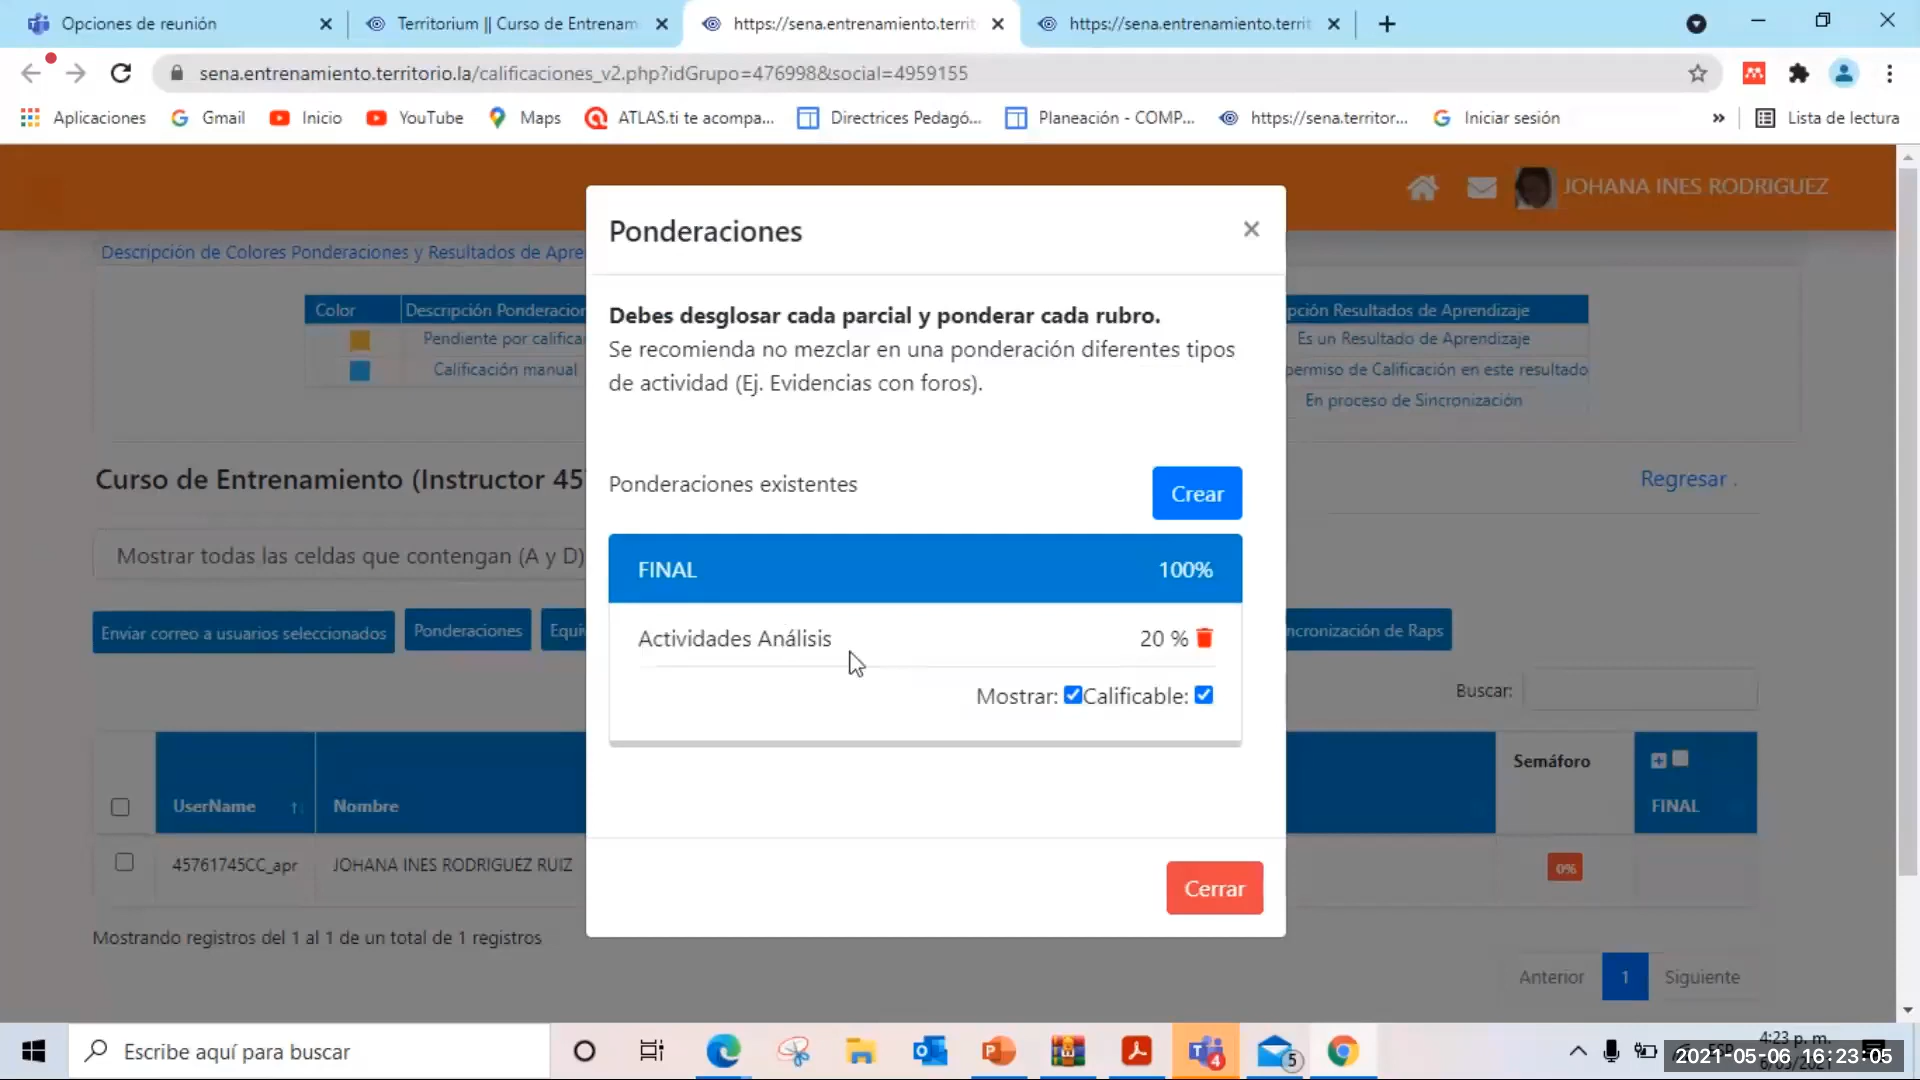 Opciones de reunión
Territorium || Curso de Entrenam
https://sena.entrenamiento.territ
https://sena.entrenamiento.territ
sena.entrenamiento.territorio.la/calificaciones_v2.php?idGrupo=476998&social=4959155
Aplicaciones
Gmail
Inicio
YouTube
Maps
ATLAS.ti te acompa...
Directrices Pedagó...
Planeación - COMP...
https://sena.territor...
Iniciar sesión
»
Lista de lectura
JOHANA INES RODRIGUEZ
Descripción de Colores Ponderaciones y Resultados de Apre
Color
Descripción Ponderacion
Pendiente por califica
Calificación manual
pción Resultados de Aprendizaje
Es un Resultado de Aprendizaje
permiso de Calificación en este resultado
En proceso de Sincronización
Ponderaciones
×
Debes desglosar cada parcial y ponderar cada rubro.
Se recomienda no mezclar en una ponderación diferentes tipos
de actividad (Ej. Evidencias con foros).
Ponderaciones existentes
Crear
FINAL 100%
Actividades Análisis 20 %
Mostrar: Calificable:
Cerrar
Curso de Entrenamiento (Instructor 45
Regresar .
Mostrar todas las celdas que contengan (A y D)
Enviar correo a usuarios seleccionados
Ponderaciones
Equiv
ncronización de Raps
Buscar:
UserName
Nombre
Semáforo
FINAL
45761745CC_apr
JOHANA INES RODRIGUEZ RUIZ
0%
Mostrando registros del 1 al 1 de un total de 1 registros
Anterior
1
Siguiente
Escribe aquí para buscar
4
5
4:23 p. m.
2021-05-06 16:23:05